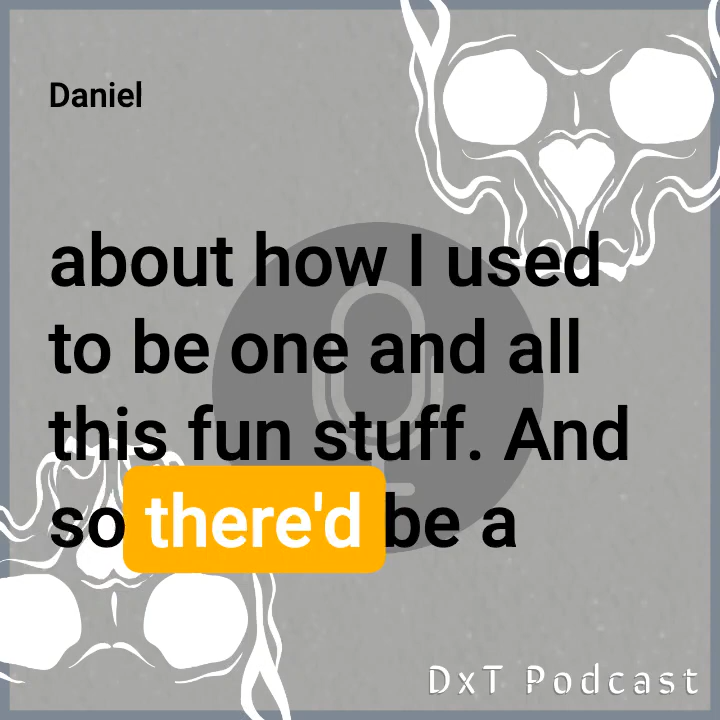 Daniel
about how I used
to be one and all
this fun stuff. And
so there'd be a
DxT Podcast